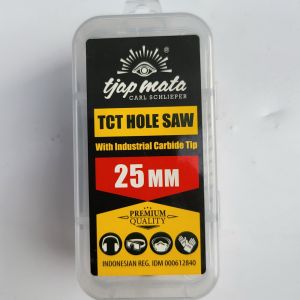 ®
tjap mata
CARL SCHLIEPER
TCT HOLE SAW
With Industrial Carbide Tip
25 MM
PREMIUM
QUALITY
INDONESIAN REG. IDM 000612840